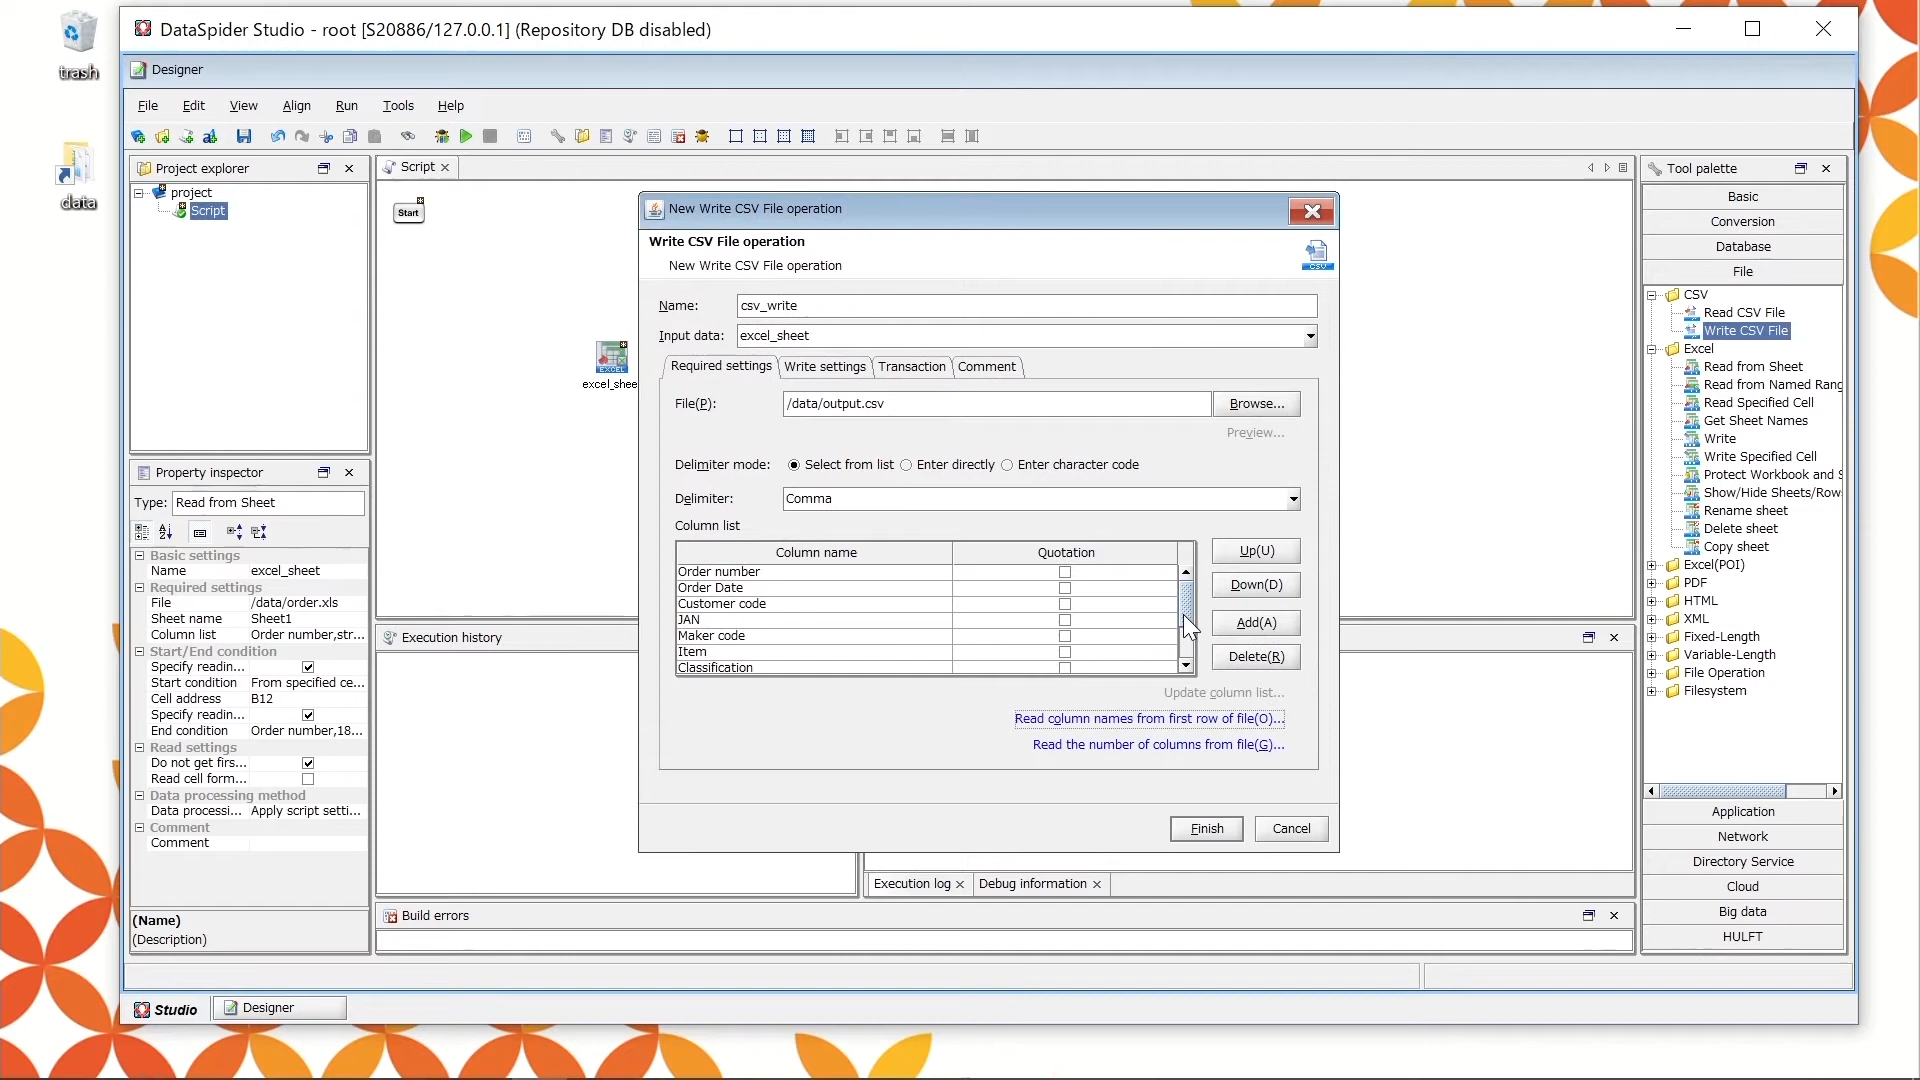 trash
data
DataSpider Studio - root [S20886/127.0.0.1] (Repository DB disabled)
Designer
File Edit View Align Run Tools Help
Project explorer
project
Script
Script
Start
EXCEL
excel_shee
New Write CSV File operation
Write CSV File operation
New Write CSV File operation
CSV
Name: csv_write
Input data: excel_sheet
Required settings Write settings Transaction Comment
File(P): /data/output.csv Browse...
Preview...
Delimiter mode: Select from list Enter directly Enter character code
Delimiter: Comma
Column list
Column name Quotation
Order number
Order Date
Customer code
JAN
Maker code
Item
Classification
Up(U)
Down(D)
Add(A)
Delete(R)
Update column list...
Read column names from first row of file(O)...
Read the number of columns from file(G)...
Finish Cancel
Property inspector
Type: Read from Sheet
Basic settings
Name excel_sheet
Required settings
File /data/order.xls
Sheet name Sheet1
Column list Order number,str...
Start/End condition
Specify readin...
Start condition From specified ce...
Cell address B12
Specify readin...
End condition Order number,18...
Read settings
Do not get firs...
Read cell form...
Data processing method
Data processi... Apply script setti...
Comment
Comment
(Name)
(Description)
Execution history
Execution log Debug information
Build errors
Tool palette
Basic
Conversion
Database
File
CSV
Read CSV File
Write CSV File
Excel
Read from Sheet
Read from Named Rang
Read Specified Cell
Get Sheet Names
Write
Write Specified Cell
Protect Workbook and S
Show/Hide Sheets/Row
Rename sheet
Delete sheet
Copy sheet
Excel(POI)
PDF
HTML
XML
Fixed-Length
Variable-Length
File Operation
Filesystem
Application
Network
Directory Service
Cloud
Big data
HULFT
Studio Designer